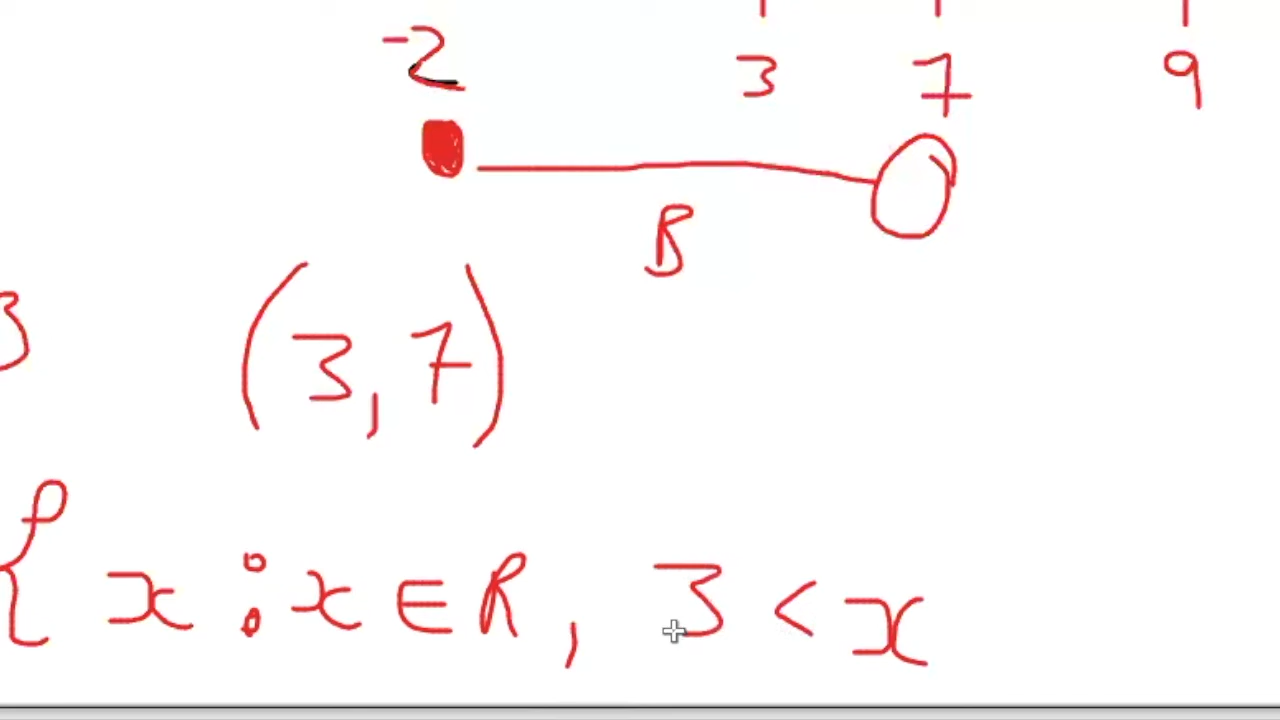 -2 3 7 9
B
(3,7)
{ x : x ∈ R, 3 < x